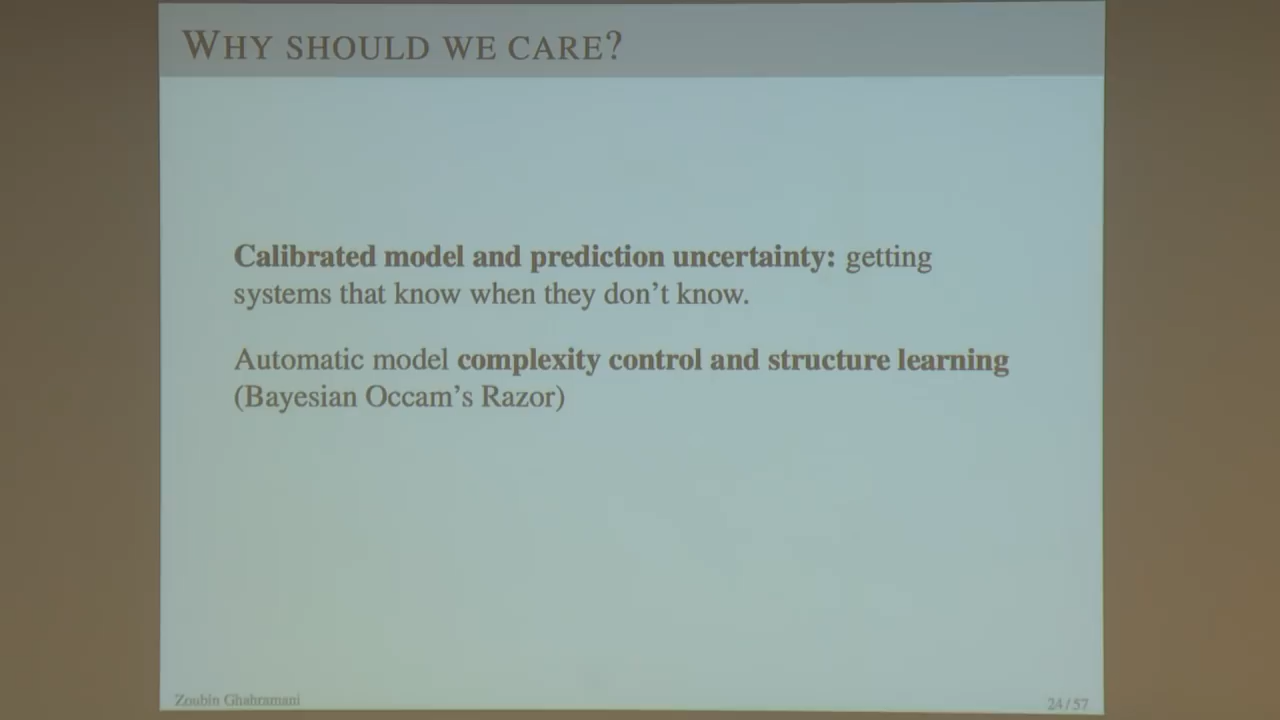 WHY SHOULD WE CARE?
Calibrated model and prediction uncertainty: getting
systems that know when they don't know.
Automatic model complexity control and structure learning
(Bayesian Occam's Razor)
Zoubin Ghahramani
24 / 57